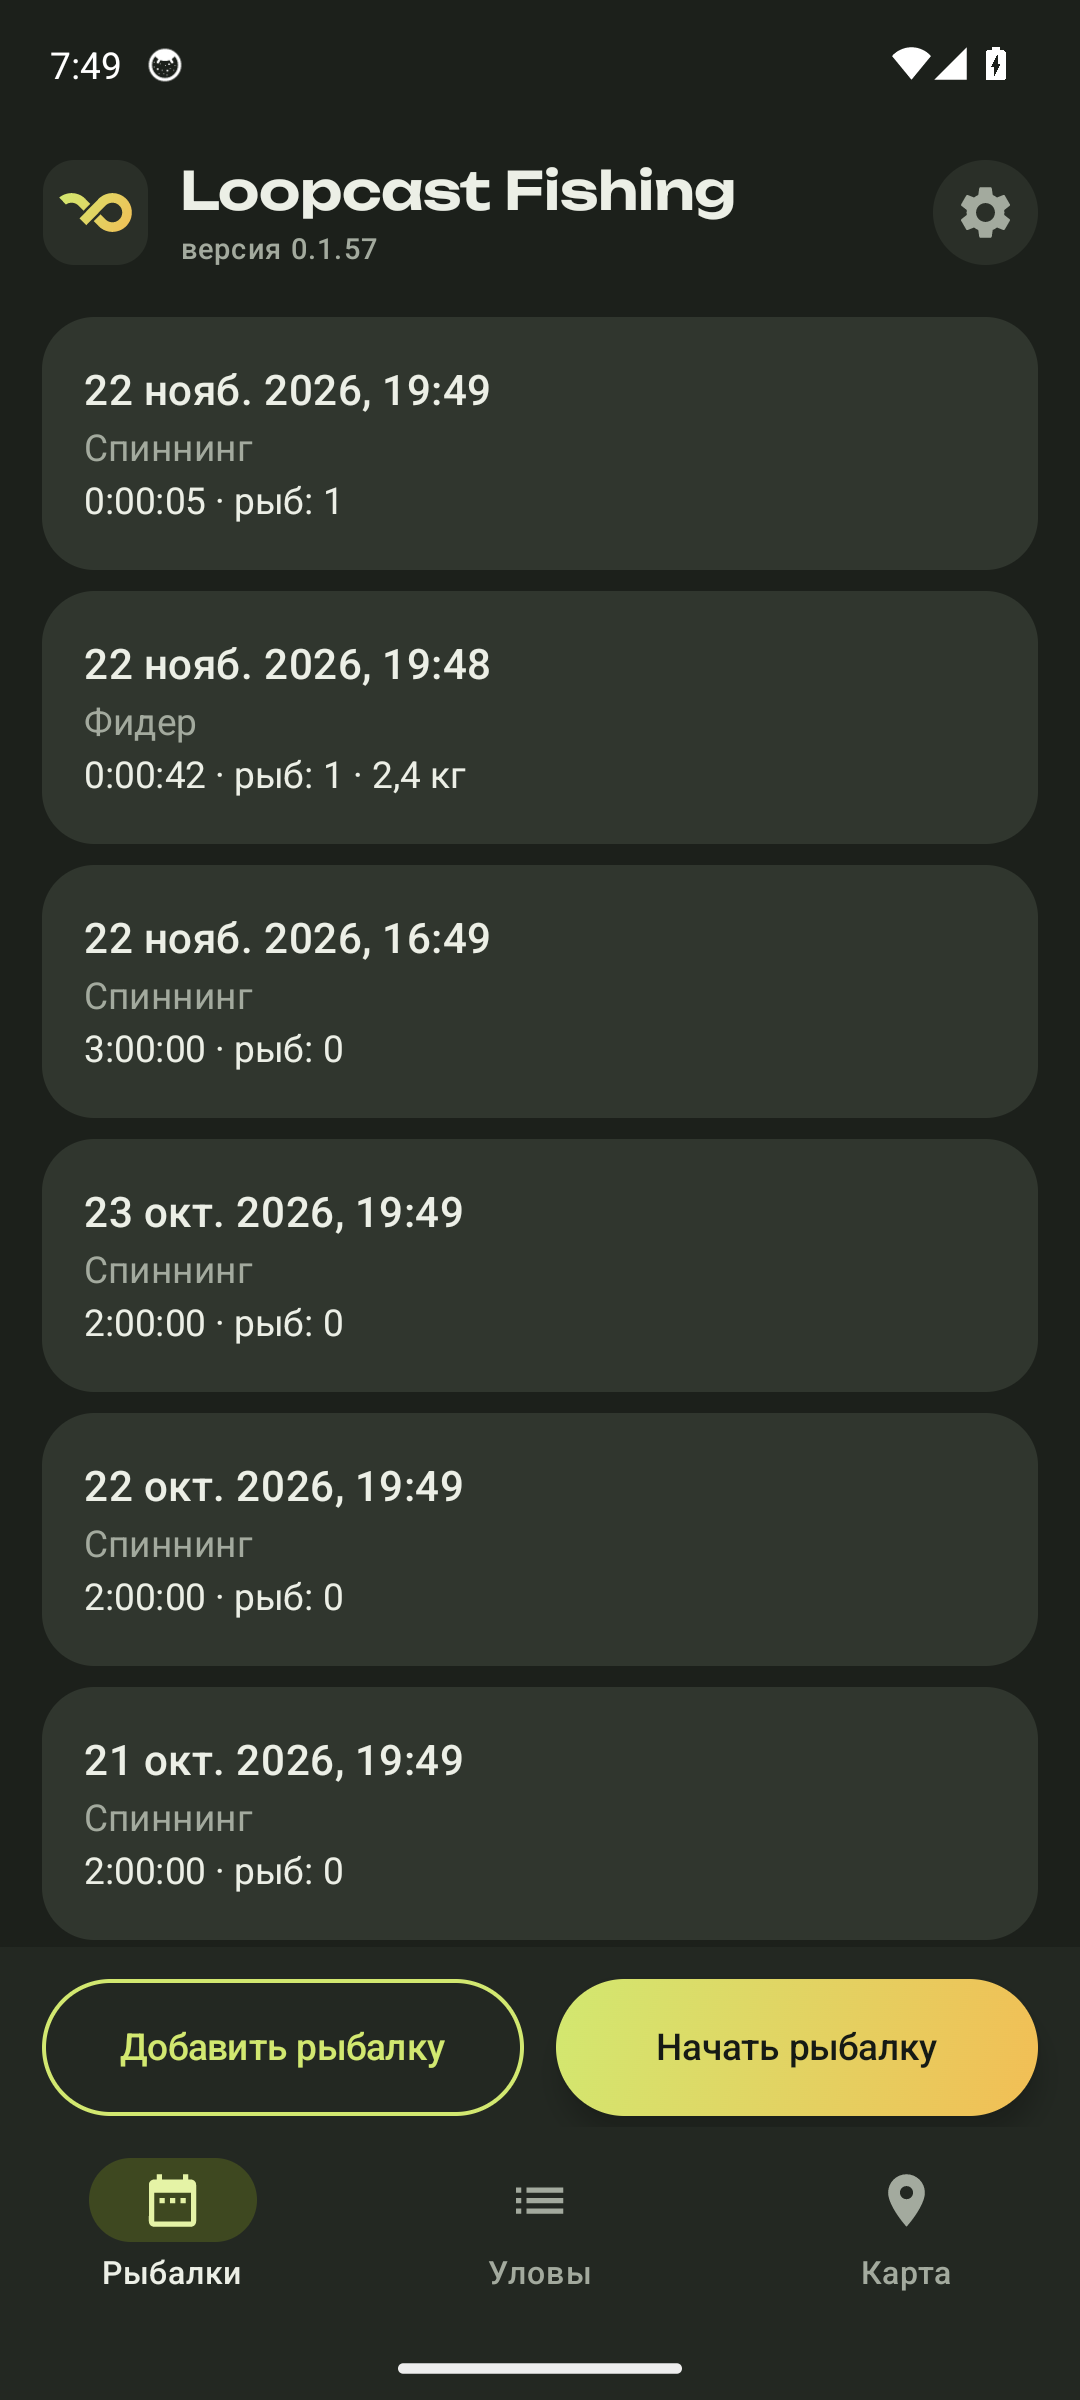 7:49
Loopcast Fishing
версия 0.1.57
22 нояб. 2026, 19:49
Спиннинг
0:00:05 · рыб: 1
22 нояб. 2026, 19:48
Фидер
0:00:42 · рыб: 1 · 2,4 кг
22 нояб. 2026, 16:49
Спиннинг
3:00:00 · рыб: 0
23 окт. 2026, 19:49
Спиннинг
2:00:00 · рыб: 0
22 окт. 2026, 19:49
Спиннинг
2:00:00 · рыб: 0
21 окт. 2026, 19:49
Спиннинг
2:00:00 · рыб: 0
Добавить рыбалку
Начать рыбалку
Рыбалки
Уловы
Карта